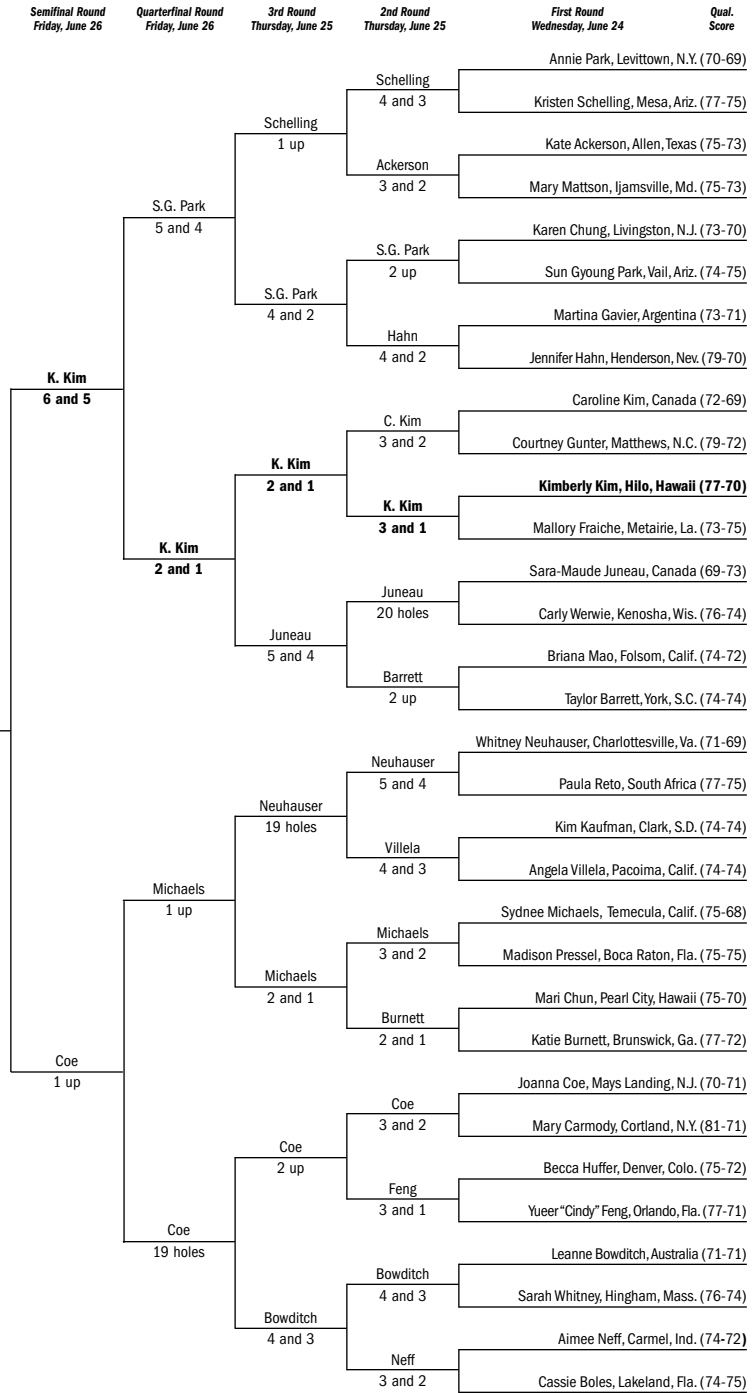 Semifinal Round
Friday, June 26
Quarterfinal Round
Friday, June 26
3rd Round
Thursday, June 25
2nd Round
Thursday, June 25
First Round
Wednesday, June 24
Qual.
Score
Annie Park, Levittown, N.Y. (70-69)
Schelling
4 and 3
Kristen Schelling, Mesa, Ariz. (77-75)
Schelling
1 up
Kate Ackerson, Allen, Texas (75-73)
Ackerson
3 and 2
Mary Mattson, Ijamsville, Md. (75-73)
S.G. Park
5 and 4
Karen Chung, Livingston, N.J. (73-70)
S.G. Park
2 up
Sun Gyoung Park, Vail, Ariz. (74-75)
S.G. Park
4 and 2
Martina Gavier, Argentina (73-71)
Hahn
4 and 2
Jennifer Hahn, Henderson, Nev. (79-70)
K. Kim
6 and 5
Caroline Kim, Canada (72-69)
C. Kim
3 and 2
Courtney Gunter, Matthews, N.C. (79-72)
K. Kim
2 and 1
Kimberly Kim, Hilo, Hawaii (77-70)
K. Kim
3 and 1
Mallory Fraiche, Metairie, La. (73-75)
K. Kim
2 and 1
Sara-Maude Juneau, Canada (69-73)
Juneau
20 holes
Carly Werwie, Kenosha, Wis. (76-74)
Juneau
5 and 4
Briana Mao, Folsom, Calif. (74-72)
Barrett
2 up
Taylor Barrett, York, S.C. (74-74)
Whitney Neuhauser, Charlottesville, Va. (71-69)
Neuhauser
5 and 4
Paula Reto, South Africa (77-75)
Neuhauser
19 holes
Kim Kaufman, Clark, S.D. (74-74)
Villela
4 and 3
Angela Villela, Pacoima, Calif. (74-74)
Michaels
1 up
Sydnee Michaels, Temecula, Calif. (75-68)
Michaels
3 and 2
Madison Pressel, Boca Raton, Fla. (75-75)
Michaels
2 and 1
Mari Chun, Pearl City, Hawaii (75-70)
Burnett
2 and 1
Katie Burnett, Brunswick, Ga. (77-72)
Coe
1 up
Joanna Coe, Mays Landing, N.J. (70-71)
Coe
3 and 2
Mary Carmody, Cortland, N.Y. (81-71)
Coe
2 up
Becca Huffer, Denver, Colo. (75-72)
Feng
3 and 1
Yueer "Cindy" Feng, Orlando, Fla. (77-71)
Coe
19 holes
Leanne Bowditch, Australia (71-71)
Bowditch
4 and 3
Sarah Whitney, Hingham, Mass. (76-74)
Bowditch
4 and 3
Aimee Neff, Carmel, Ind. (74-72)
Neff
3 and 2
Cassie Boles, Lakeland, Fla. (74-75)